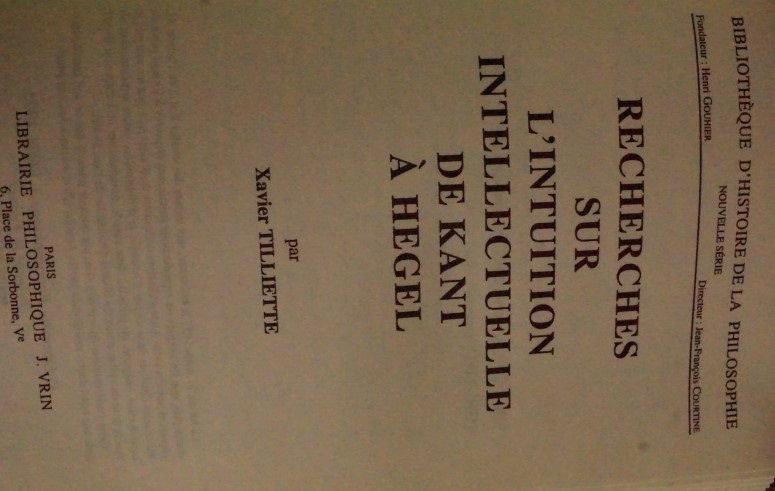 BIBLIOTHÈQUE D'HISTOIRE DE LA PHILOSOPHIE
NOUVELLE SÉRIE
Fondateur : Henri GOUHIER Directeur : Jean-François COURTINE
RECHERCHES
SUR
L'INTUITION
INTELLECTUELLE
DE KANT
À HEGEL
par
Xavier TILLIETTE
PARIS
LIBRAIRIE PHILOSOPHIQUE J. VRIN
6, Place de la Sorbonne, Ve